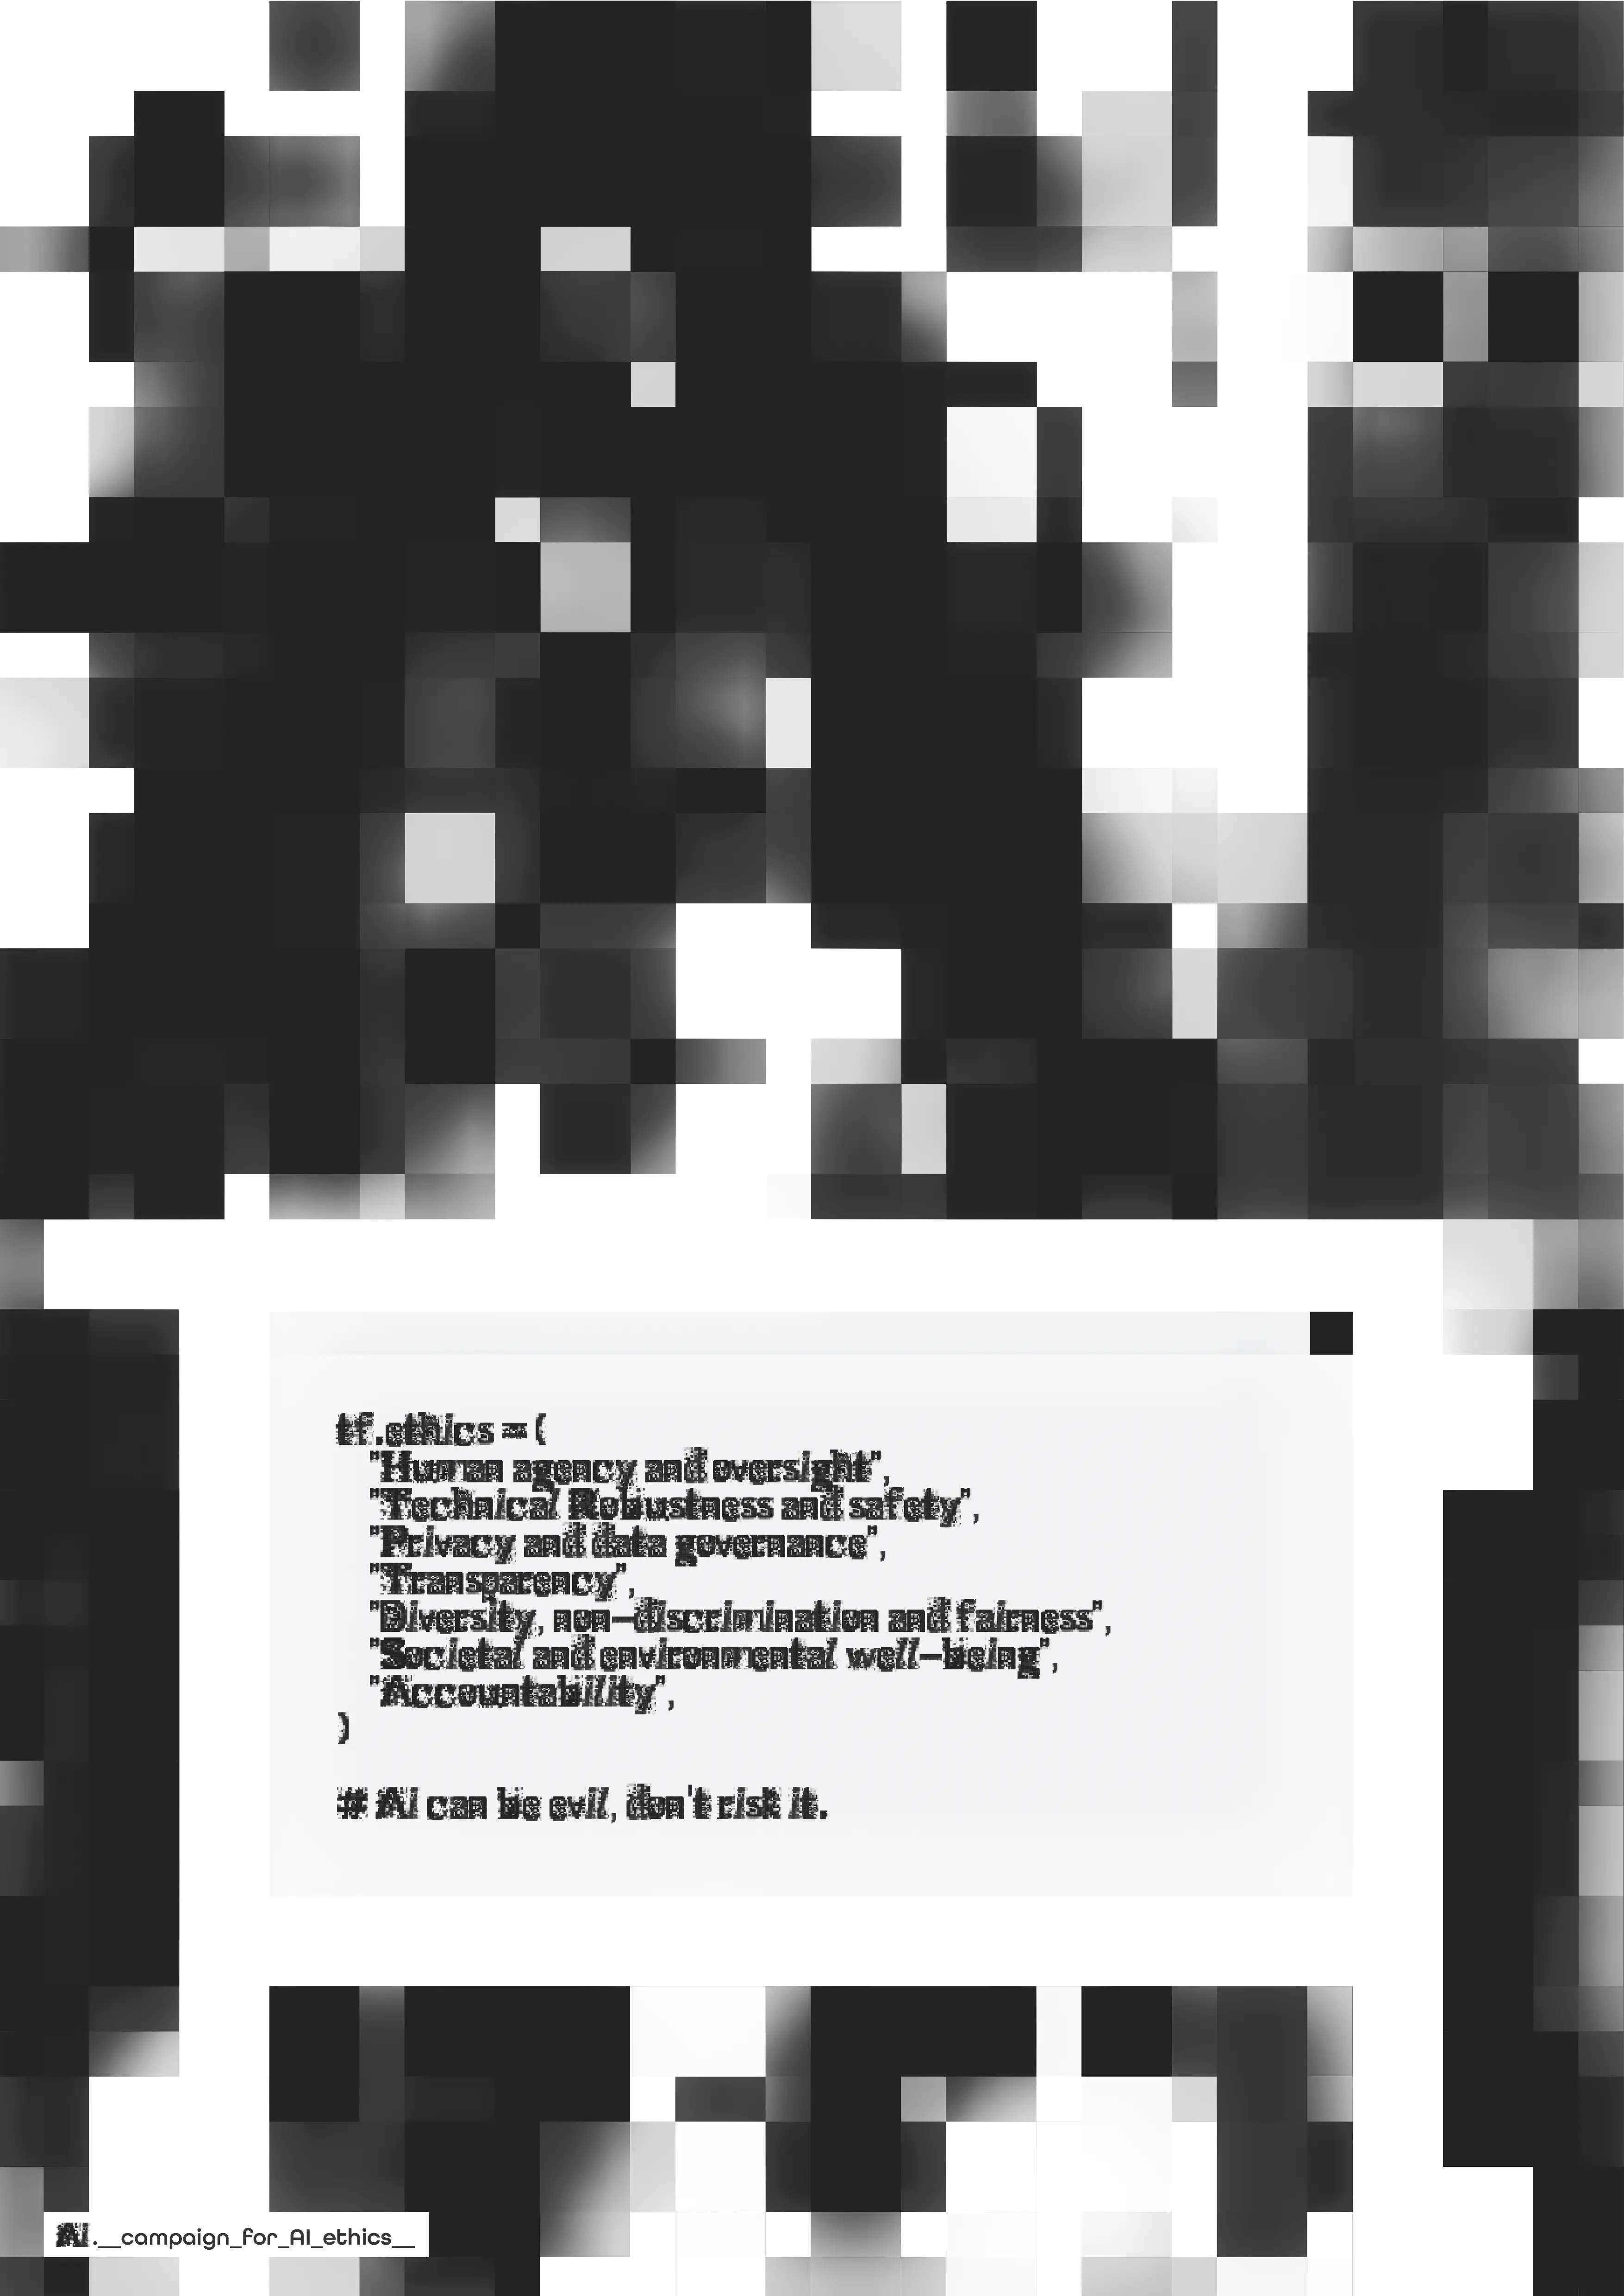 tf.ethics = (
"Human agency and oversight",
"Technical Robustness and safety",
"Privacy and data governance",
"Transparency",
"Diversity, non-discrimination and fairness",
"Societal and environmental well-being",
"Accountability",
)
# AI can be evil, don't risk it.
AI.__campaign_for_AI_ethics__